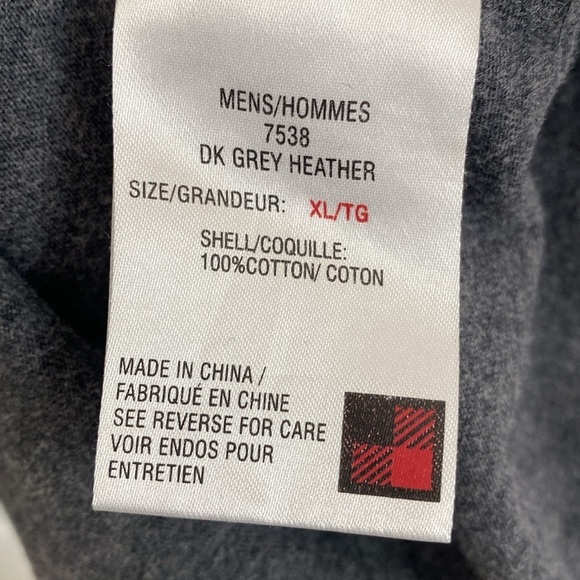 MENS/HOMMES
7538
DK GREY HEATHER
SIZE/GRANDEUR: XL/TG
SHELL/COQUILLE:
100%COTTON/ COTON
MADE IN CHINA /
FABRIQUÉ EN CHINE
SEE REVERSE FOR CARE
VOIR ENDOS POUR
ENTRETIEN